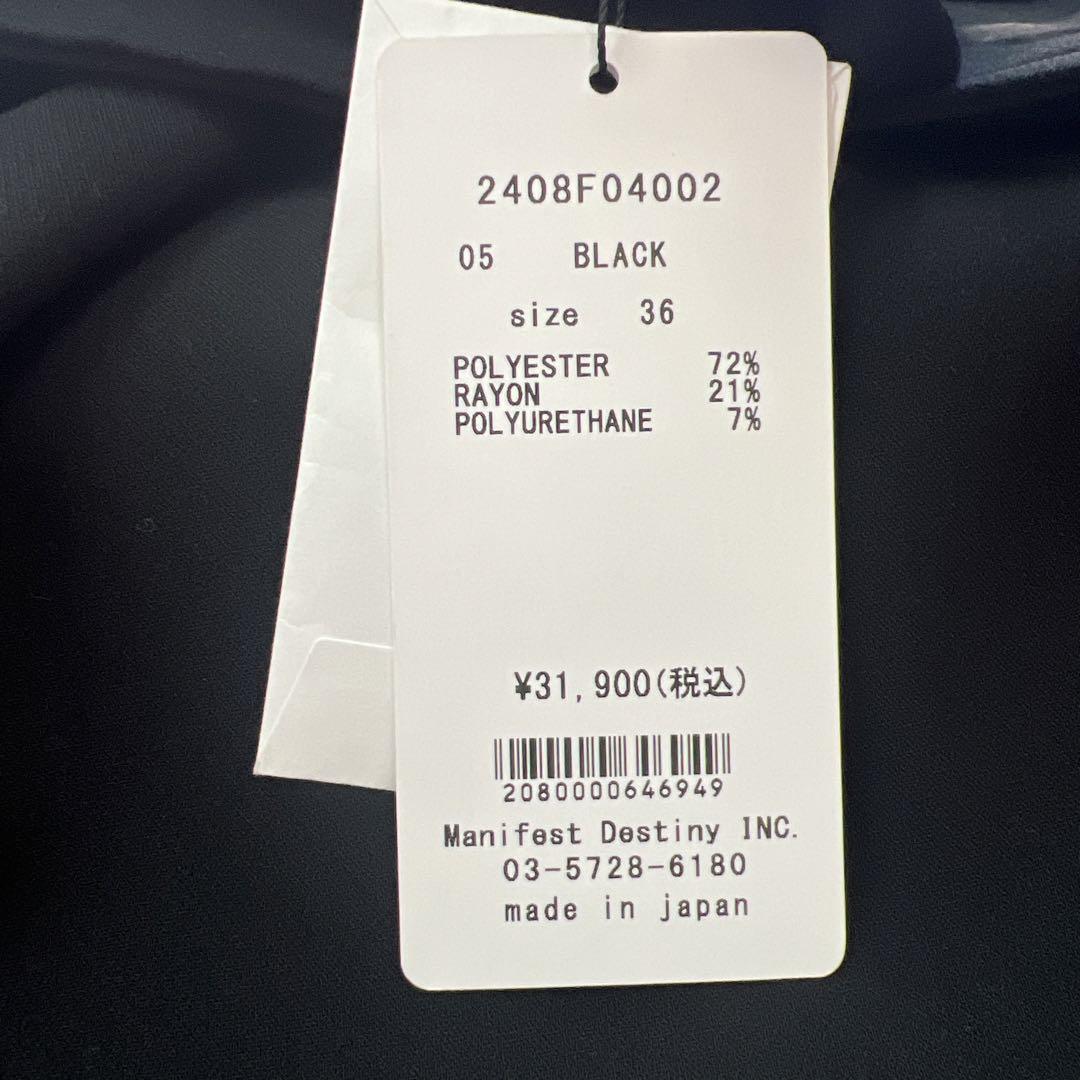 2408F04002
05 BLACK
size 36
POLYESTER 72%
RAYON 21%
POLYURETHANE 7%
¥31,900(税込)
2080000646949
Manifest Destiny INC.
03-5728-6180
made in japan